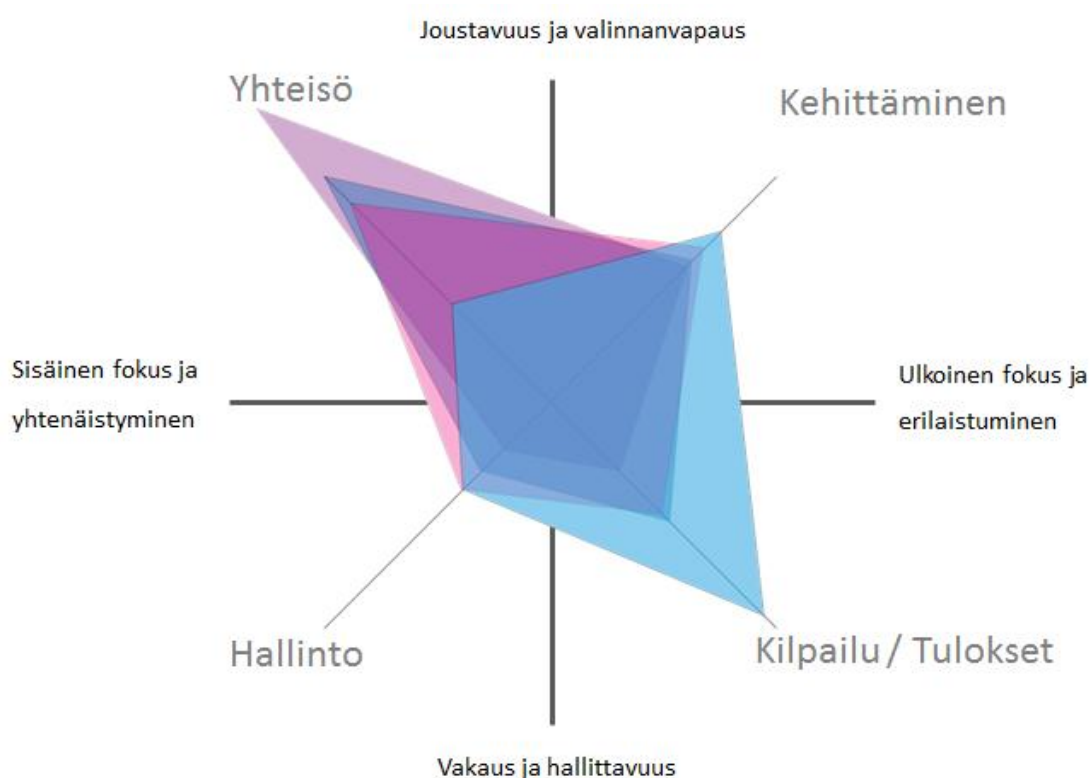 Joustavuus ja valinnanvapaus
Yhteisö
Kehittäminen
Sisäinen fokus ja
yhtenäistyminen
Ulkoinen fokus ja
erilaistuminen
Hallinto
Kilpailu / Tulokset
Vakaus ja hallittavuus